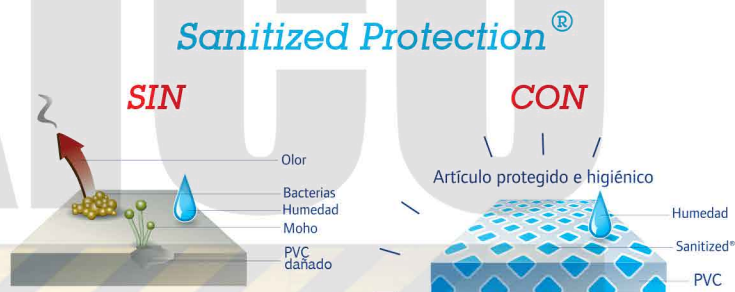 Sanitized Protection®
SIN
CON
Olor
Bacterias
Humedad
Moho
PVC
dañado
Artículo protegido e higiénico
Humedad
Sanitized®
PVC